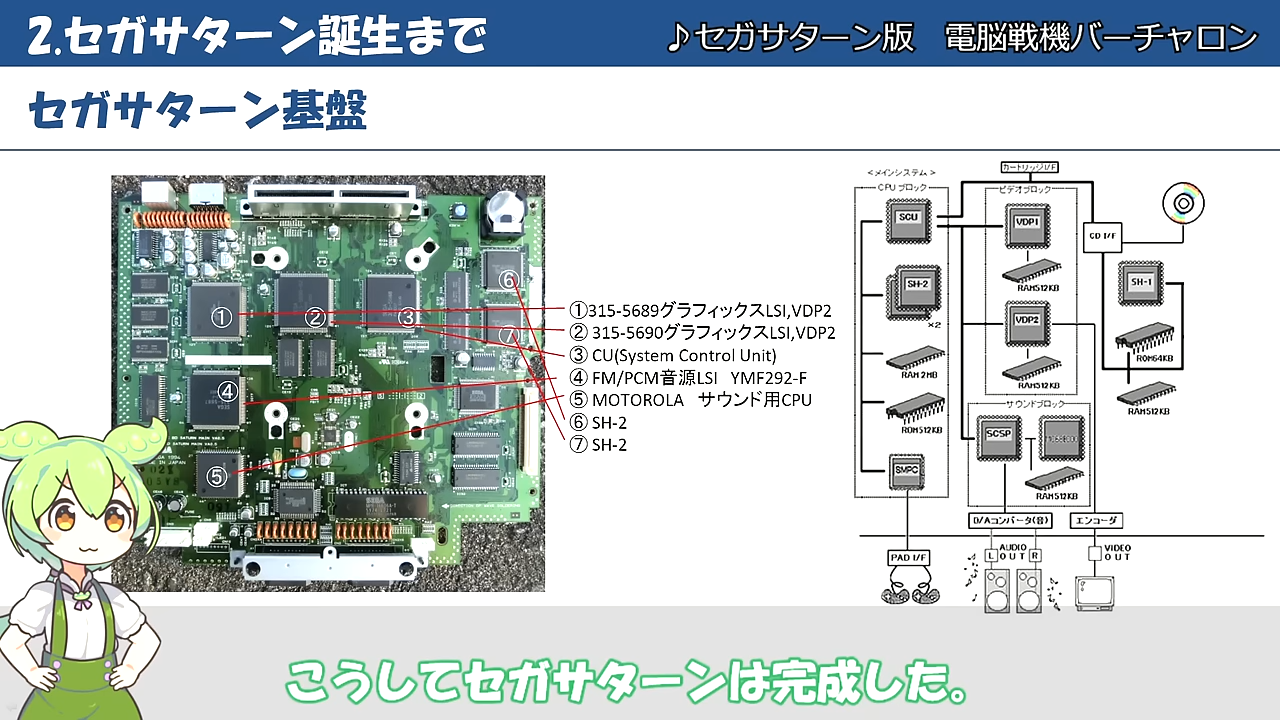 2.セガサターン誕生まで
♪セガサターン版 電脳戦機バーチャロン
セガサターン基盤
①
②
③
④
⑤
⑥
⑦
①315-5689グラフィックスLSI,VDP2
② 315-5690グラフィックスLSI,VDP2
③ CU(System Control Unit)
④ FM/PCM音源LSI YMF292-F
⑤ MOTOROLA サウンド用CPU
⑥ SH-2
⑦ SH-2
<メインシステム>
CPUブロック
SCU
SH-2
×2
RAM2MB
ROM512KB
SMPC
PAD I/F
カートリッジI/F
ビデオブロック
VDP1
RAM512KB
VDP2
RAM512KB
サウンドブロック
SCSP
RAM512KB
D/Aコンバータ(音)
エンコーダ
L AUDIO OUT R
VIDEO OUT
CD I/F
SH-1
ROM64KB
RAM512KB
こうしてセガサターンは完成した。